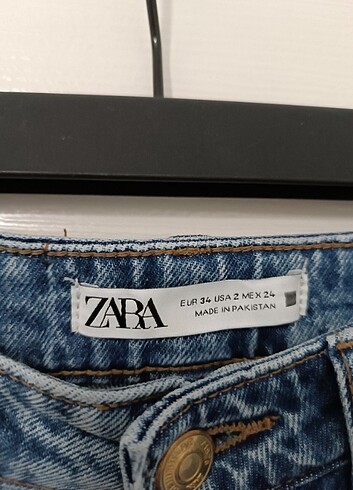 ZARA
EUR 34 USA 2 MEX 24
MADE IN PAKISTAN